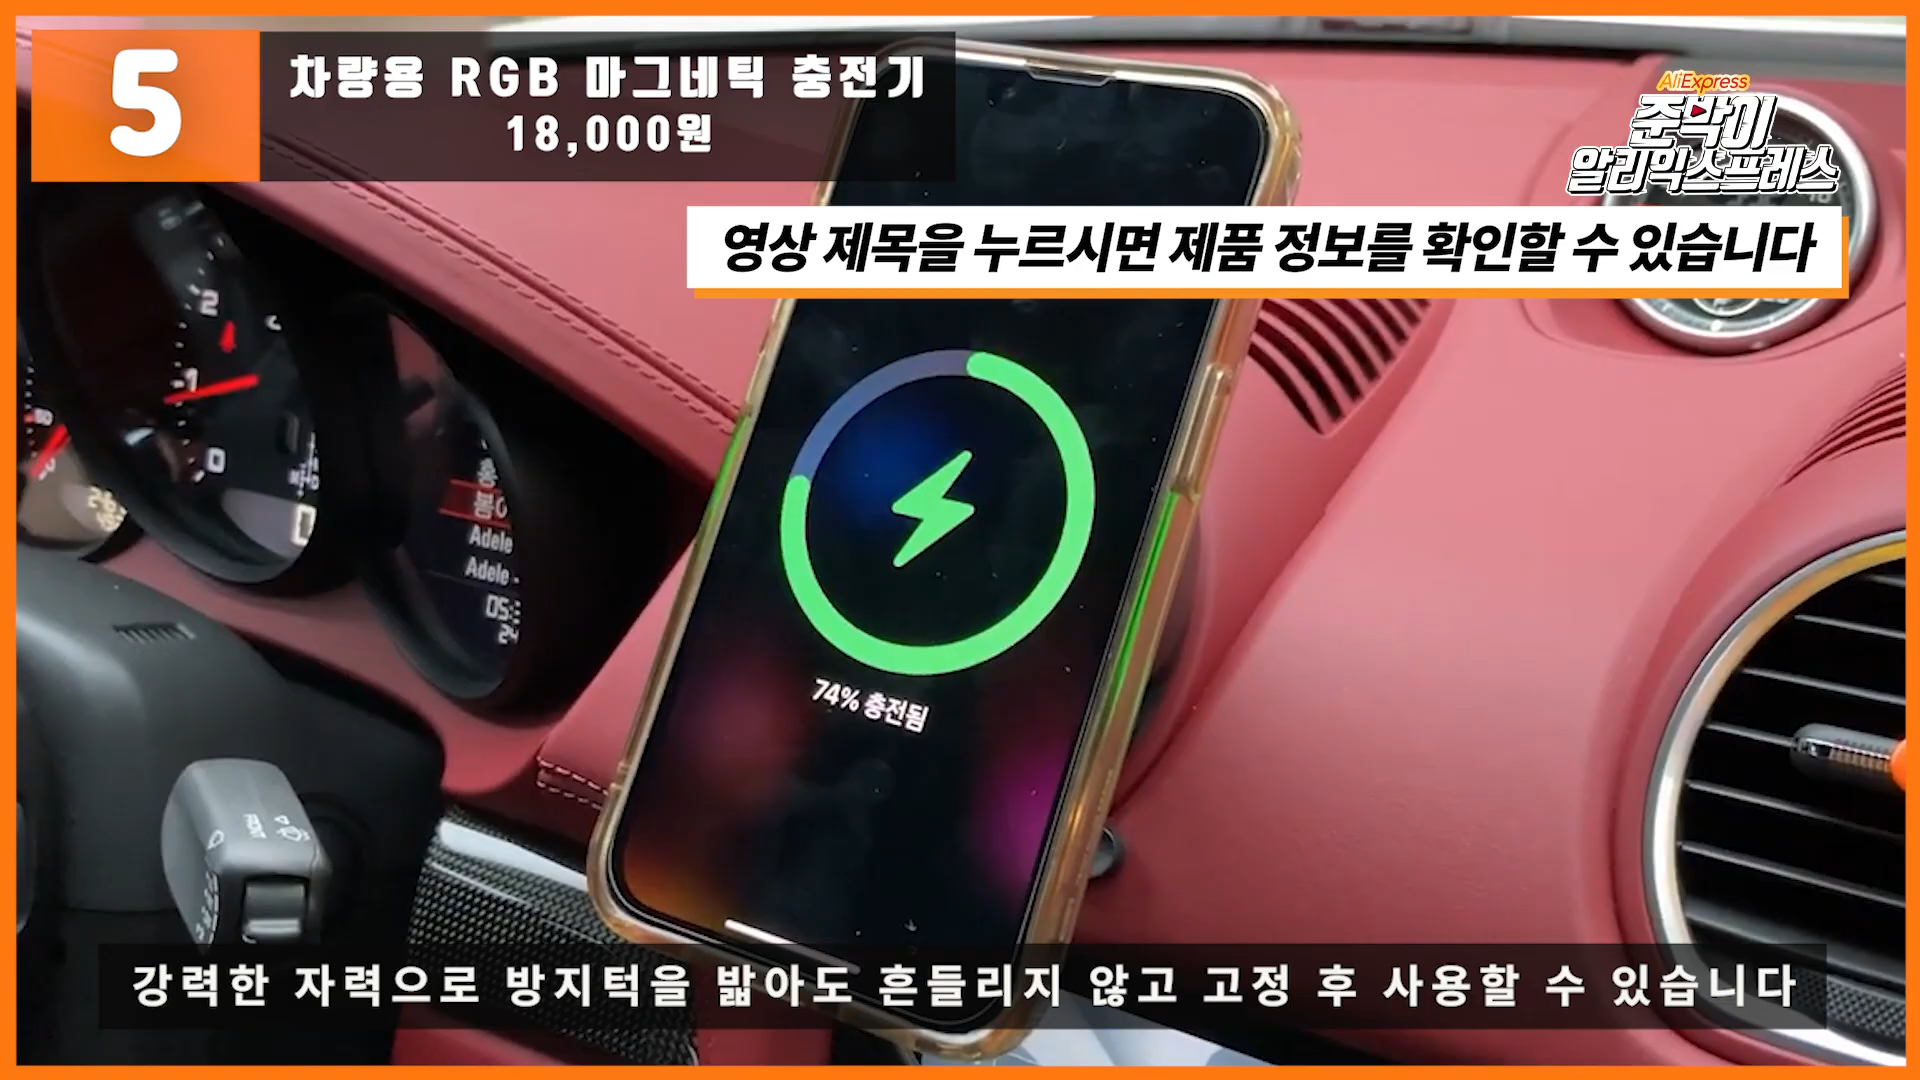 5
차량용 RGB 마그네틱 충전기
18,000원
AliExpress
준박이
알리익스프레스
영상 제목을 누르시면 제품 정보를 확인할 수 있습니다
2
1
0
Adele
Adele -
24
74% 충전됨
강력한 자력으로 방지턱을 밟아도 흔들리지 않고 고정 후 사용할 수 있습니다